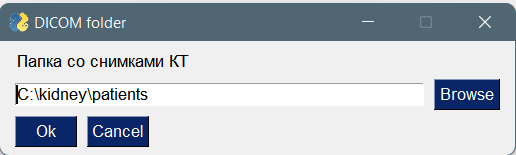 DICOM folder
Папка со снимками КТ
C:\kidney\patients Browse
Ok Cancel